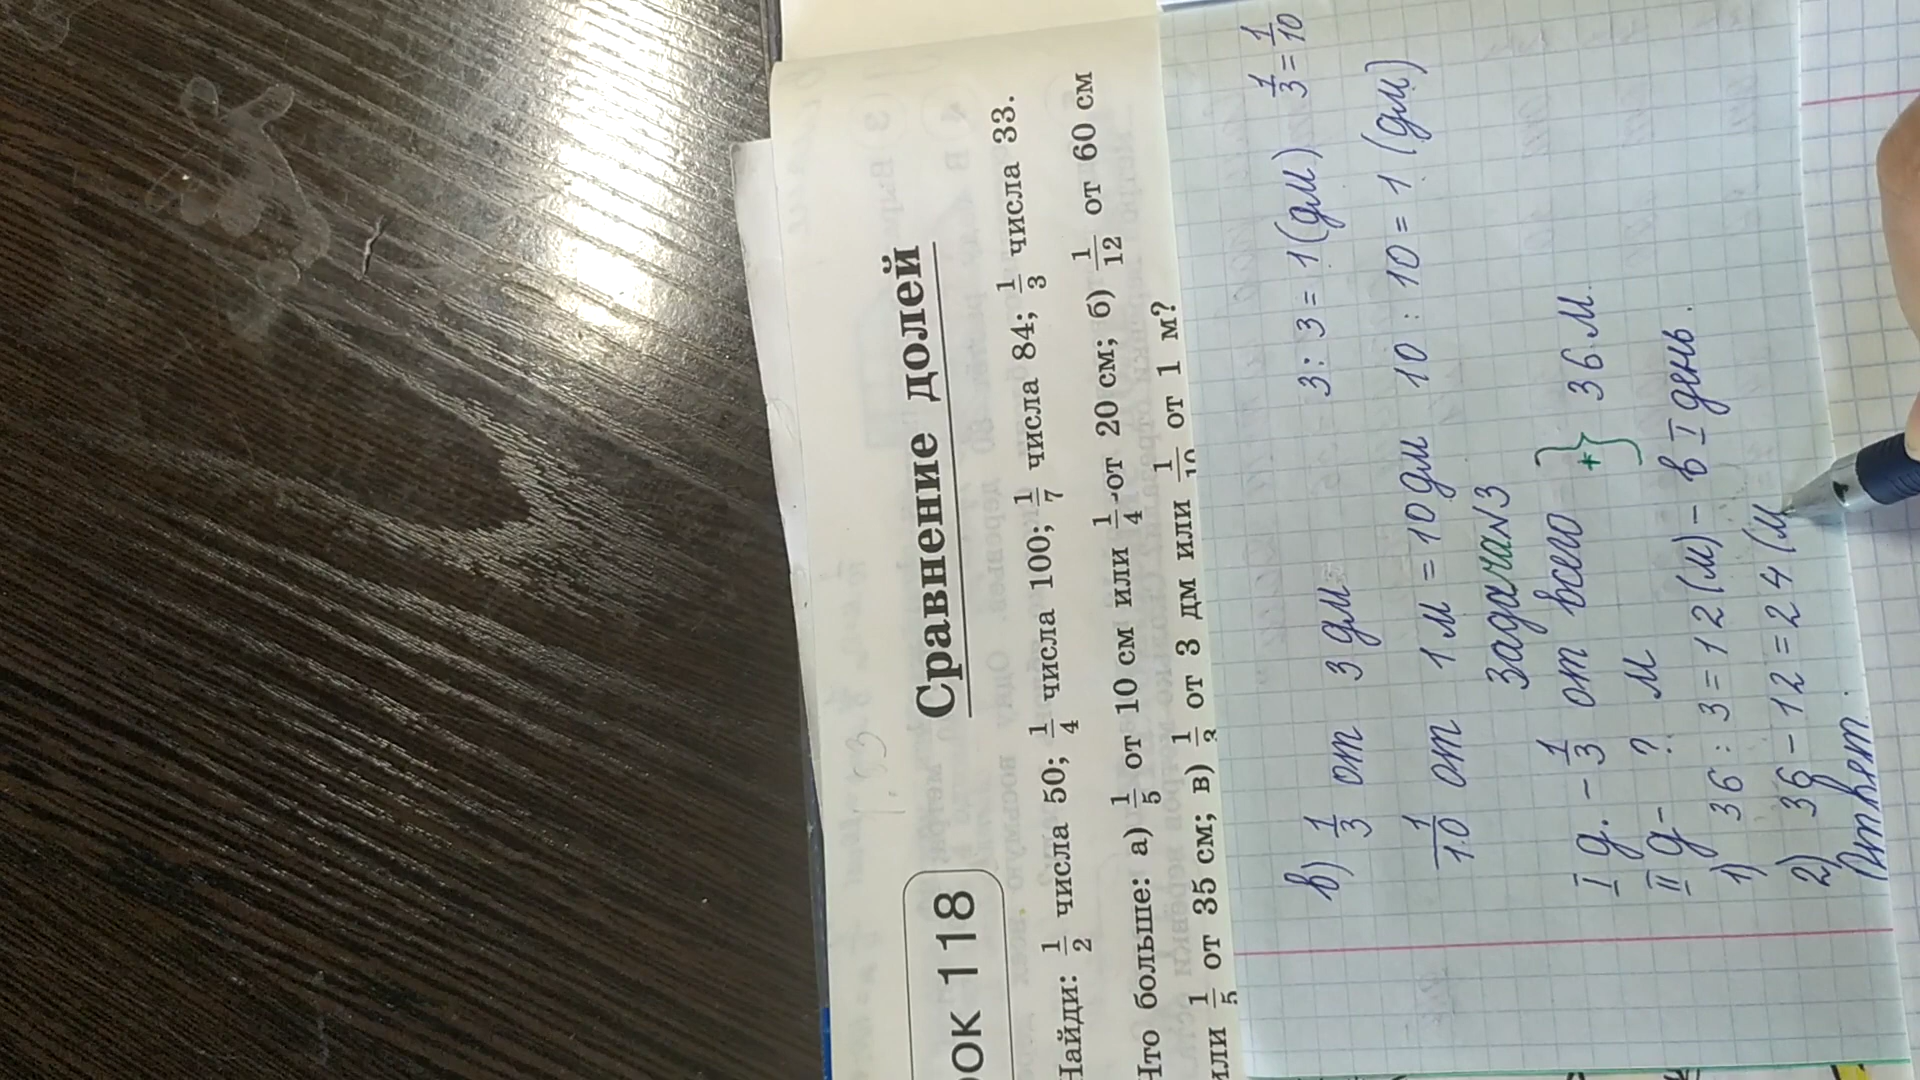 рок 118
Сравнение долей
Найди: 1/2 числа 50; 1/4 числа 100; 1/7 числа 84; 1/3 числа 33.
Что больше: а) 1/5 от 10 см или 1/4 от 20 см; б) 1/12 от 60 см
или 1/5 от 35 см; в) 1/3 от 3 дм или 1/10 от 1 м?
в) 1/3 от 3 дм 3 : 3 = 1 (дм) 1/3 = 1/10
1/10 от 1 м = 10 дм 10 : 10 = 1 (дм)
Задача N3
I д. - 1/3 от всего + } 36 м.
II д - ? м
1) 36 : 3 = 12 (м) - в I день.
2) 36 - 12 = 24 (м
Ответ.